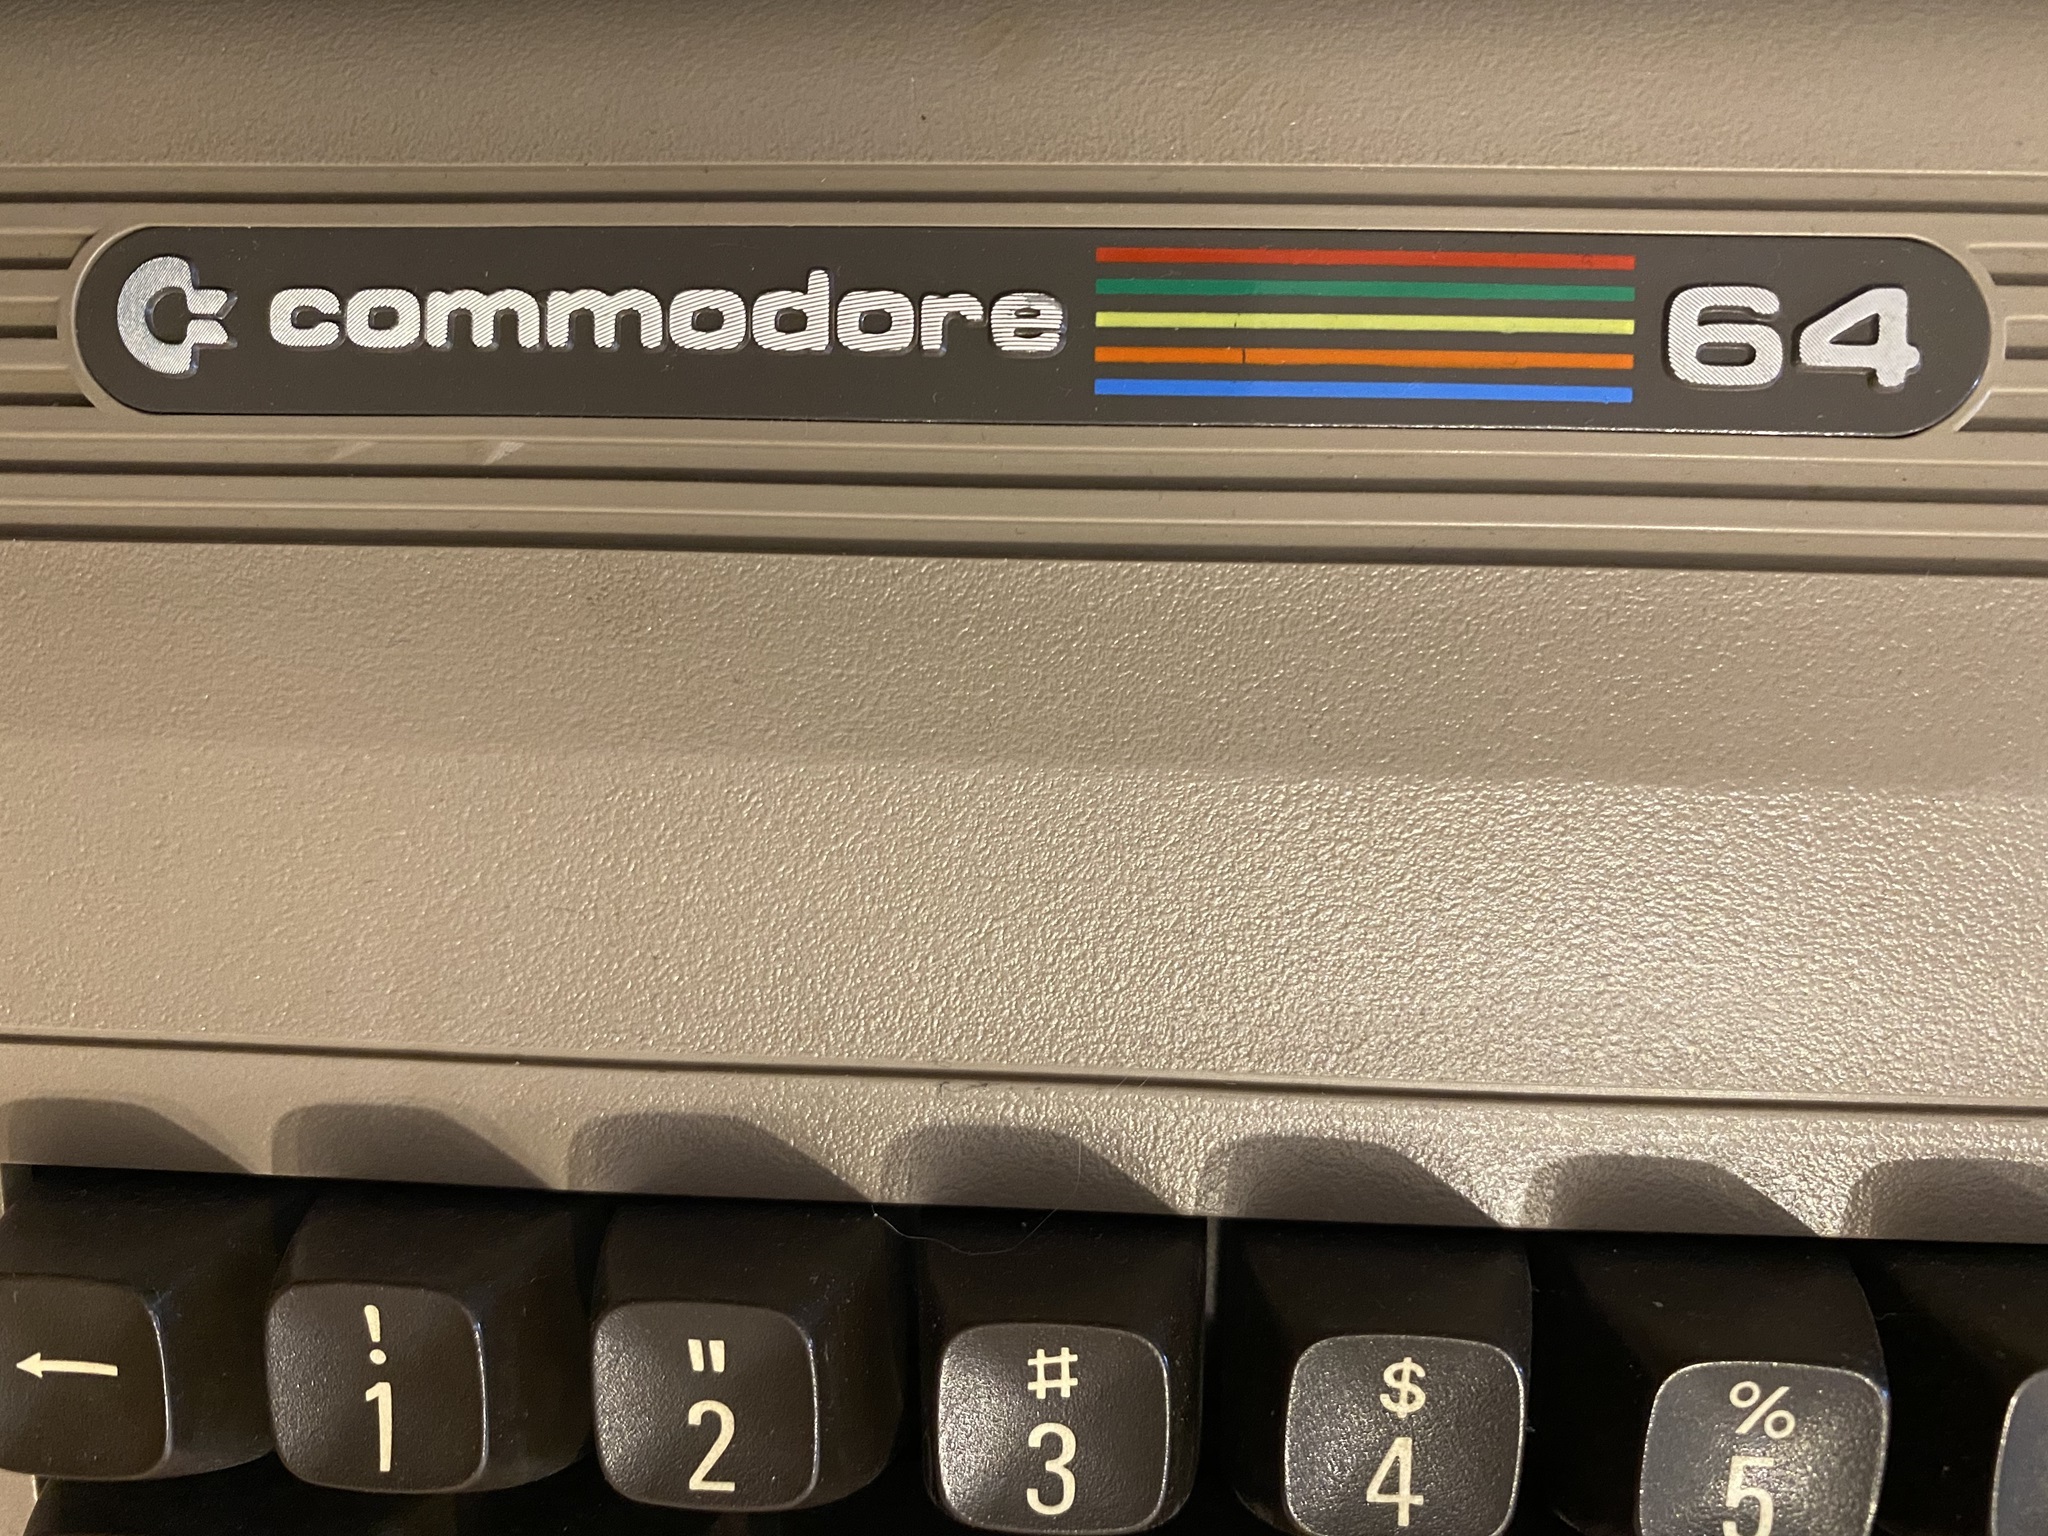 commodore 64
! " # $ %
← 1 2 3 4 5